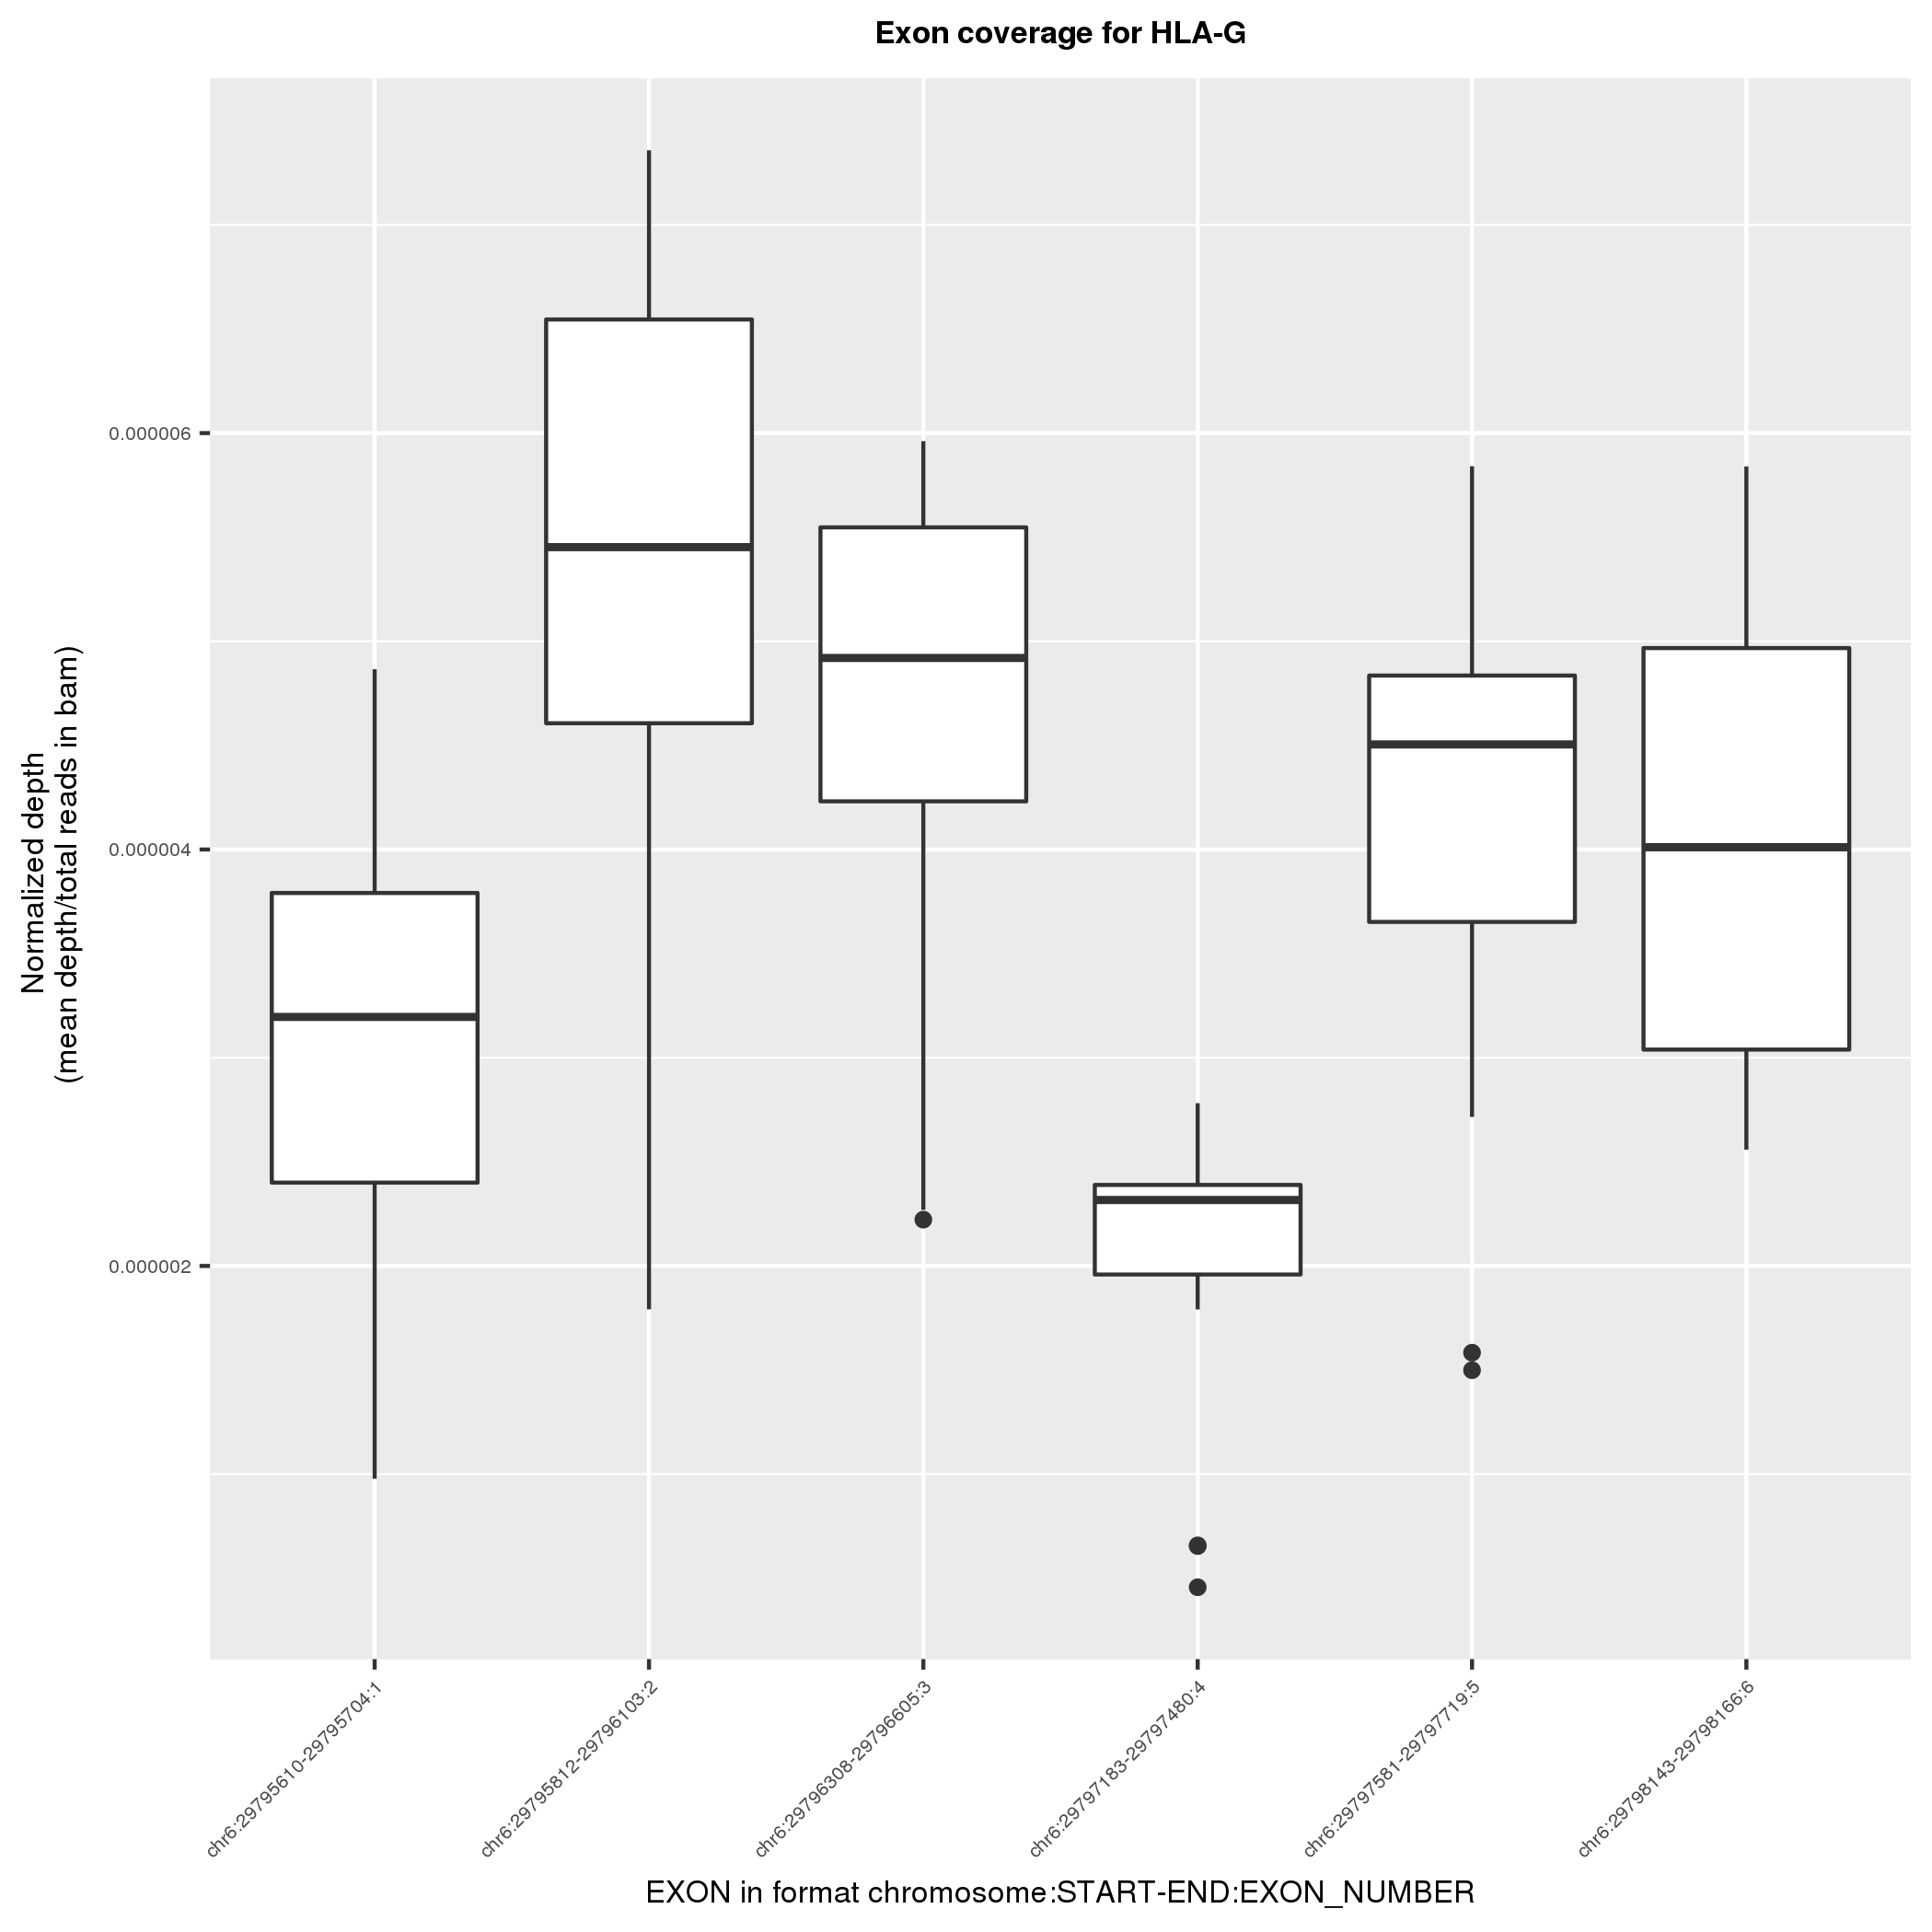 Exon coverage for HLA-G
Normalized depth
(mean depth/total reads in bam)
0.000006
0.000004
0.000002
chr6:29795610-29795704:1
chr6:29795812-29796103:2
chr6:29796308-29796605:3
chr6:29797183-29797480:4
chr6:29797581-29797719:5
chr6:29798143-29798166:6
EXON in format chromosome:START-END:EXON_NUMBER